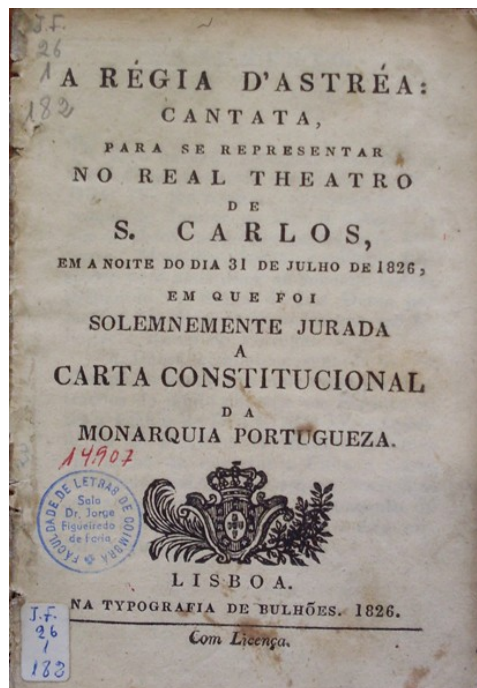 J.F.
26
1
182
A RÉGIA D'ASTRÉA:
CANTATA,
PARA SE REPRESENTAR
NO REAL THEATRO
DE
S. CARLOS,
EM A NOITE DO DIA 31 DE JULHO DE 1826,
EM QUE FOI
SOLEMNEMENTE JURADA
A
CARTA CONSTITUCIONAL
DA
MONARQUIA PORTUGUEZA.
14.907
FACULDADE DE LETRAS DE COIMBRA
Sala
Dr. Jorge
Figueiredo
de Faria
LISBOA.
NA TYPOGRAFIA DE BULHÕES. 1826.
Com Licença.
J.F.
26
1
182